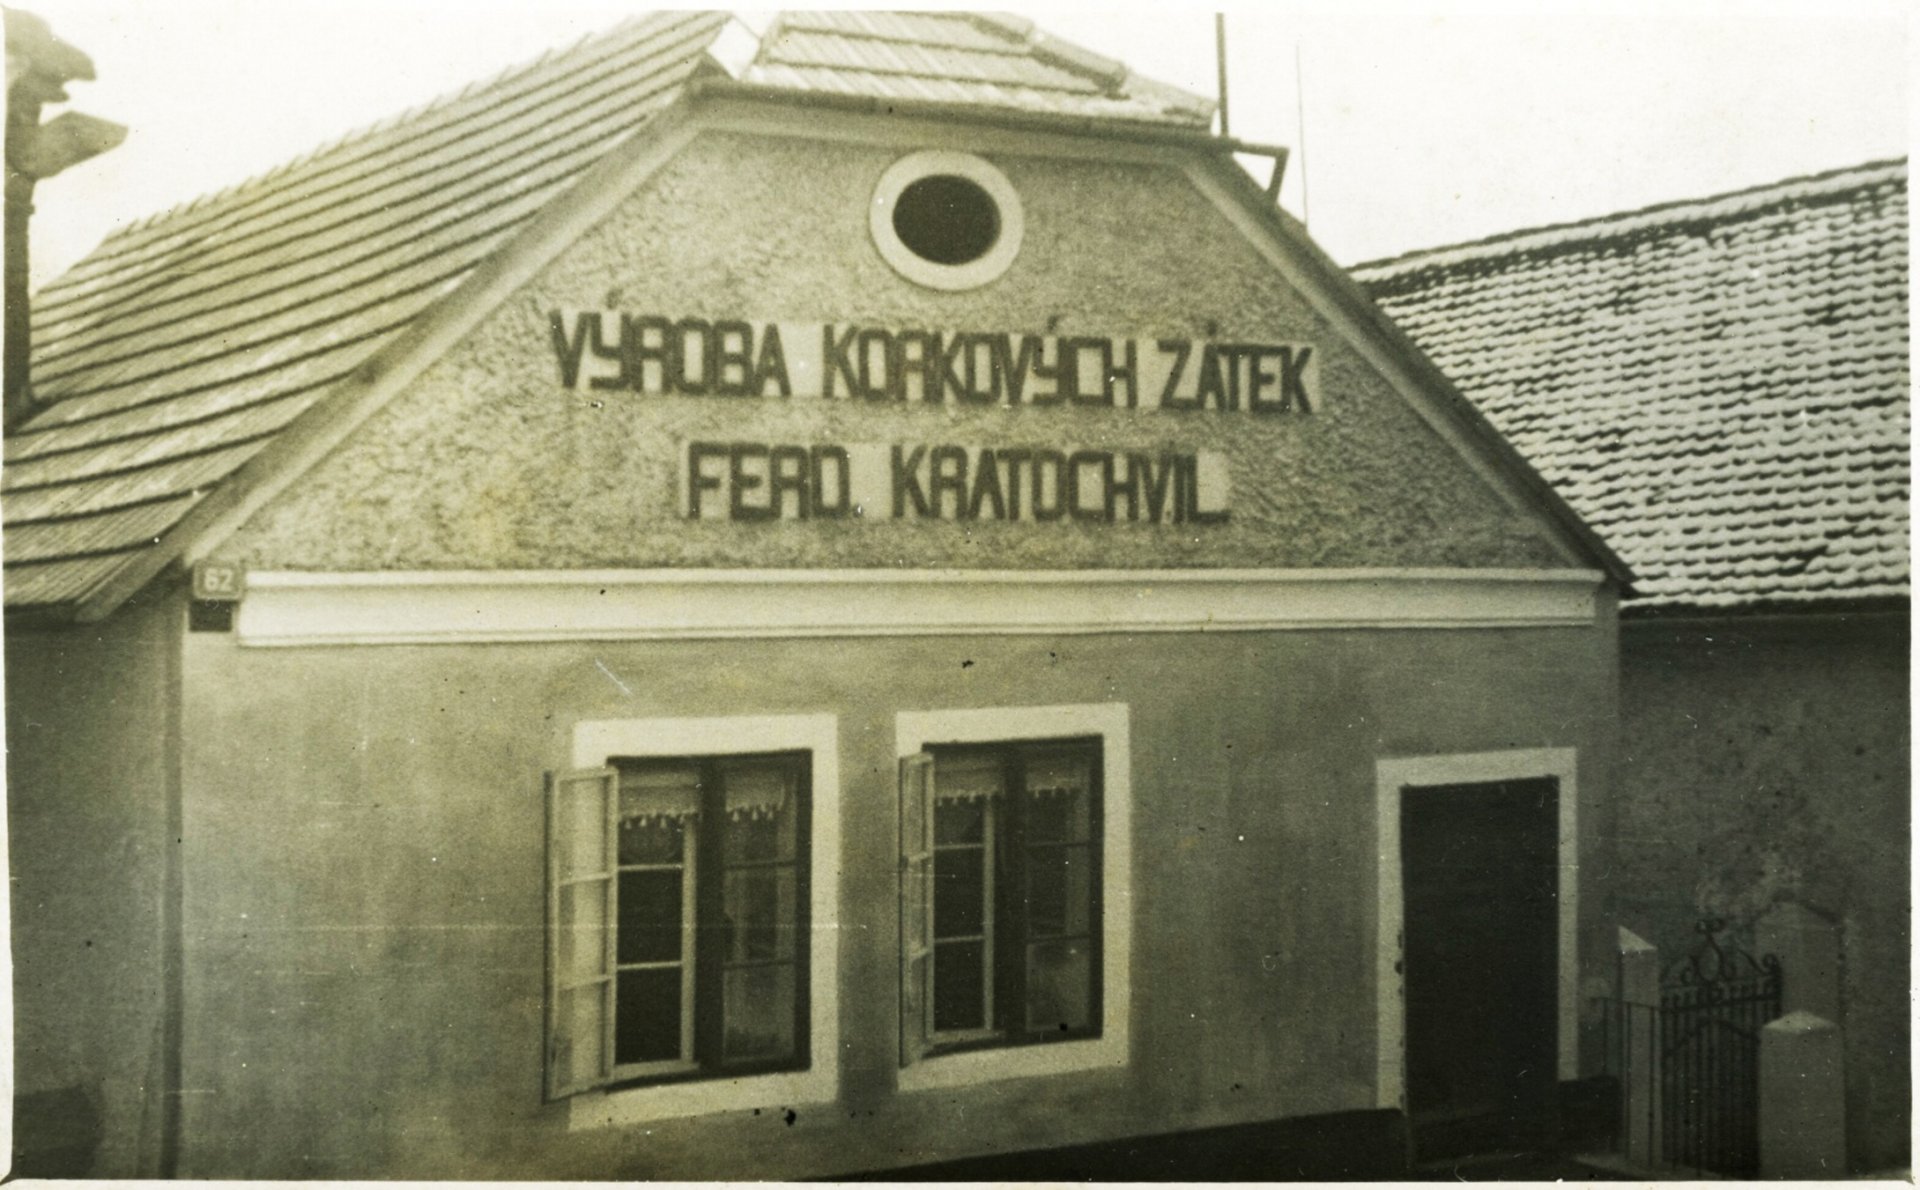 VÝROBA KORKOVÝCH ZÁTEK
FERD. KRATOCHVIL
62